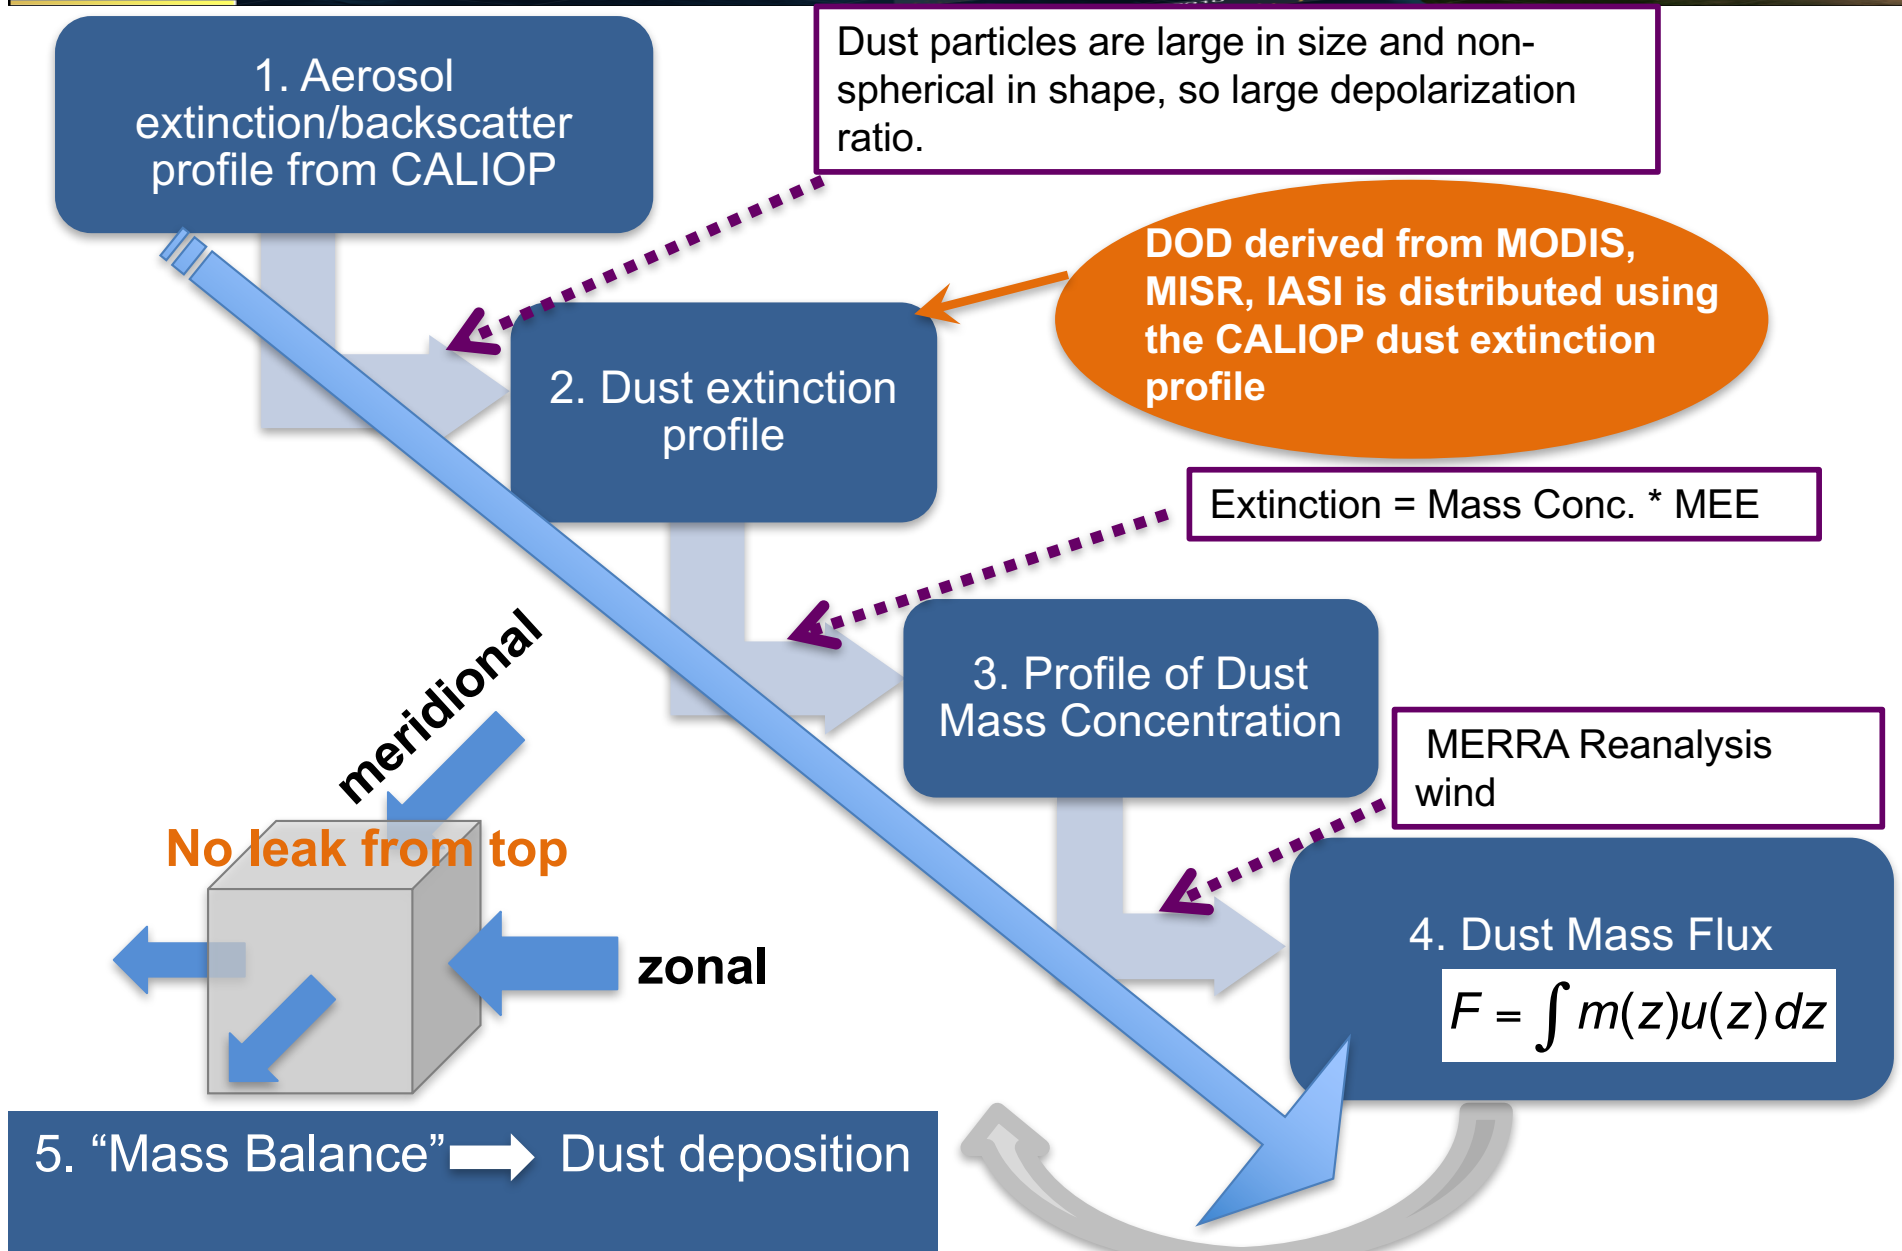 1. Aerosol
extinction/backscatter
profile from CALIOP
Dust particles are large in size and non-
spherical in shape, so large depolarization
ratio.
DOD derived from MODIS,
MISR, IASI is distributed using
the CALIOP dust extinction
profile
2. Dust extinction
profile
Extinction = Mass Conc. * MEE
3. Profile of Dust
Mass Concentration
MERRA Reanalysis
wind
4. Dust Mass Flux
F = ∫ m(z)u(z) dz
meridional
No leak from top
zonal
5. “Mass Balance” Dust deposition